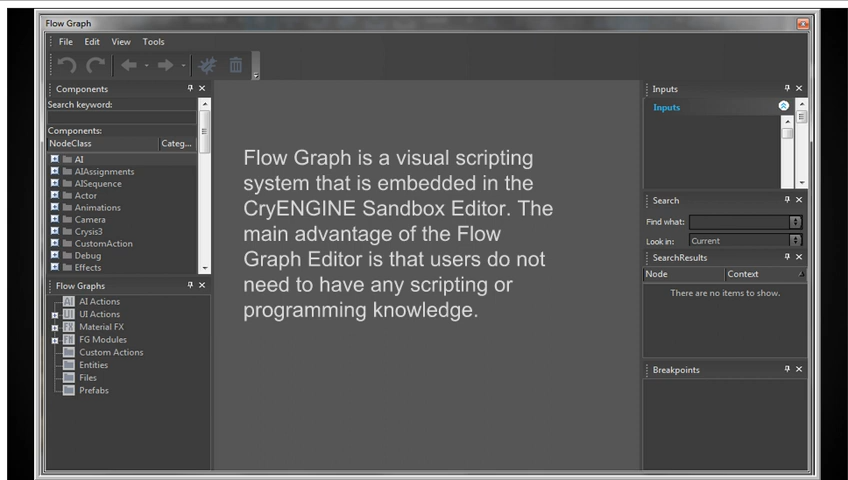 Flow Graph
File Edit View Tools
Components
Search keyword:
Components:
NodeClass Categ...
AI
AIAssignments
AISequence
Actor
Animations
Camera
Crysis3
CustomAction
Debug
Effects
Flow Graphs
AI AI Actions
UI UI Actions
FX Material FX
FG Modules
Custom Actions
Entities
Files
Prefabs
Flow Graph is a visual scripting
system that is embedded in the
CryENGINE Sandbox Editor. The
main advantage of the Flow
Graph Editor is that users do not
need to have any scripting or
programming knowledge.
Inputs
Inputs
Search
Find what:
Look in: Current
SearchResults
Node Context
There are no items to show.
Breakpoints